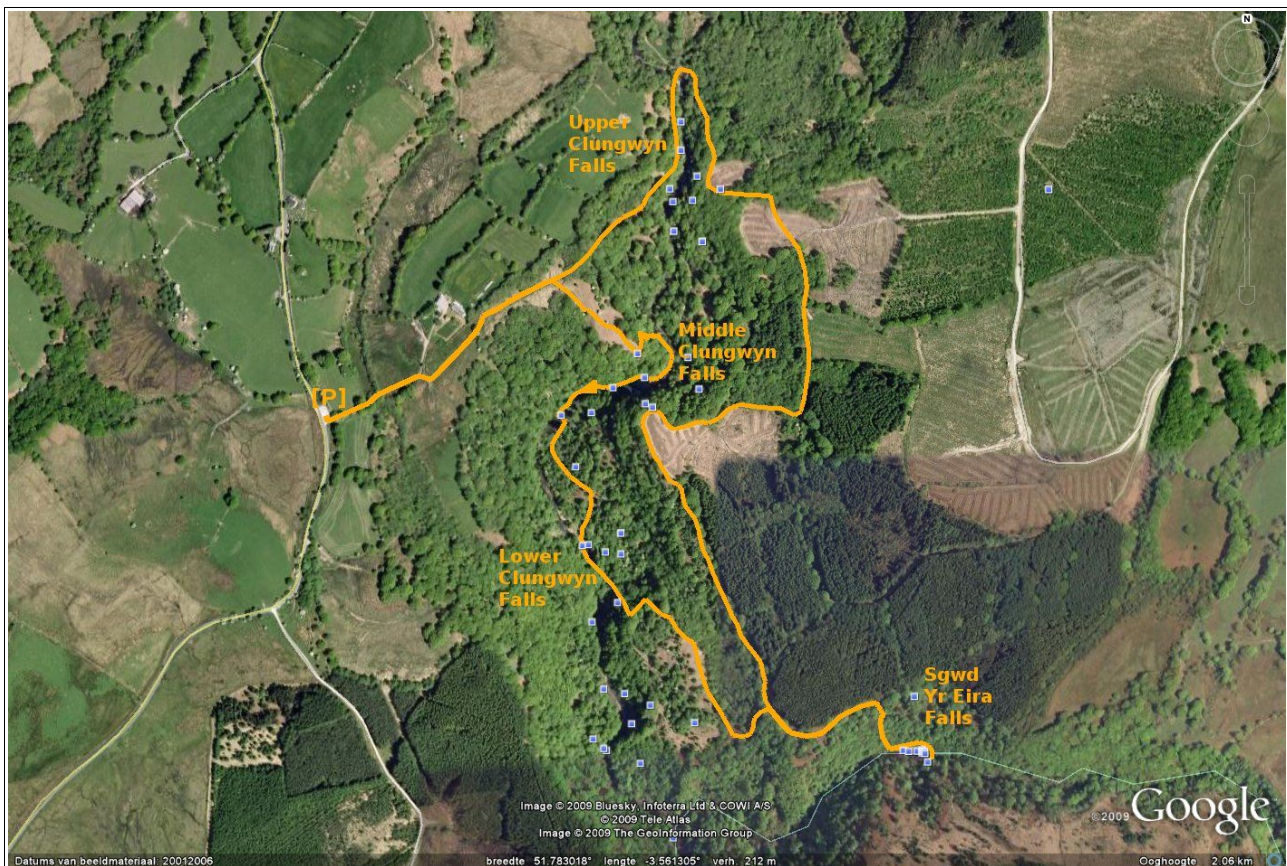 N
Upper
Clungwyn
Falls
Middle
Clungwyn
Falls
[P]
Lower
Clungwyn
Falls
Sgwd
Yr Eira
Falls
Image © 2009 Bluesky, Infoterra Ltd & COWI A/S
© 2009 Tele Atlas
Image © 2009 The GeoInformation Group
©2009 Google
Datums van beeldmateriaal: 20012006 breedte 51.783018° lengte -3.561305° verh. 212 m Ooghoogte 2.06 km